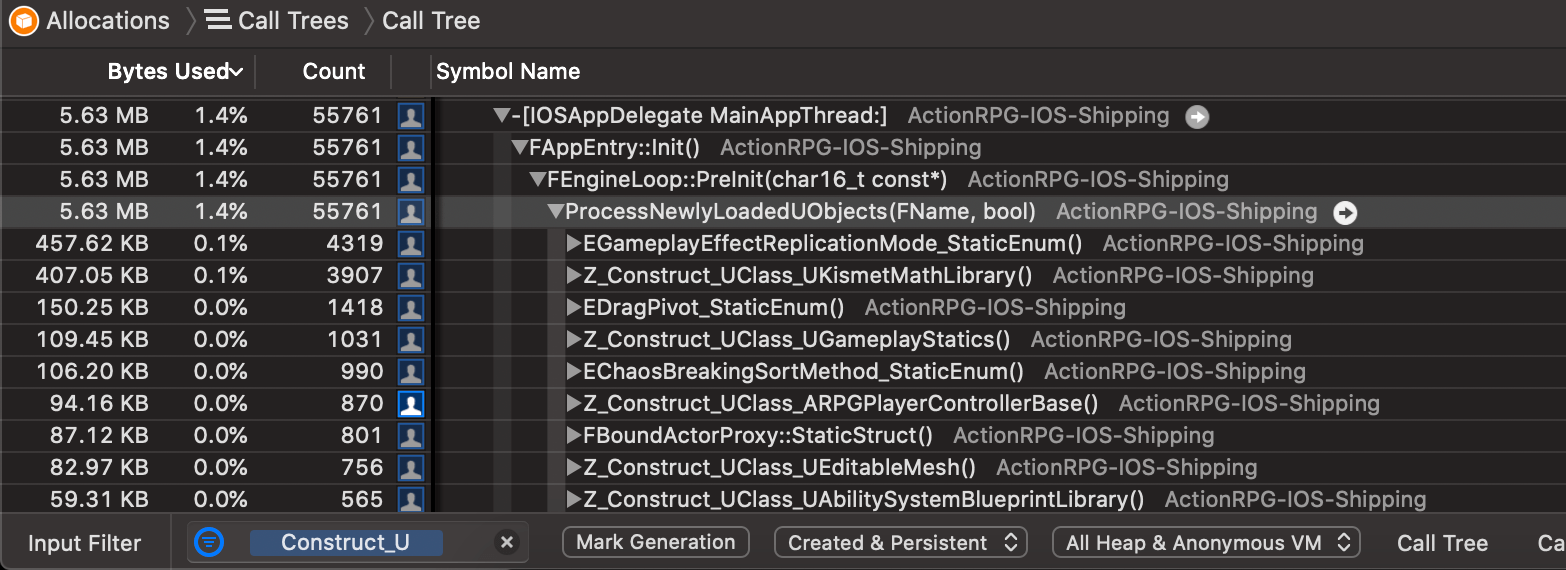 Allocations Call Trees Call Tree
Bytes Used Count Symbol Name
5.63 MB 1.4% 55761 -[IOSAppDelegate MainAppThread:] ActionRPG-IOS-Shipping
5.63 MB 1.4% 55761 FAppEntry::Init() ActionRPG-IOS-Shipping
5.63 MB 1.4% 55761 FEngineLoop::PreInit(char16_t const*) ActionRPG-IOS-Shipping
5.63 MB 1.4% 55761 ProcessNewlyLoadedUObjects(FName, bool) ActionRPG-IOS-Shipping
457.62 KB 0.1% 4319 EGameplayEffectReplicationMode_StaticEnum() ActionRPG-IOS-Shipping
407.05 KB 0.1% 3907 Z_Construct_UClass_UKismetMathLibrary() ActionRPG-IOS-Shipping
150.25 KB 0.0% 1418 EDragPivot_StaticEnum() ActionRPG-IOS-Shipping
109.45 KB 0.0% 1031 Z_Construct_UClass_UGameplayStatics() ActionRPG-IOS-Shipping
106.20 KB 0.0% 990 EChaosBreakingSortMethod_StaticEnum() ActionRPG-IOS-Shipping
94.16 KB 0.0% 870 Z_Construct_UClass_ARPGPlayerControllerBase() ActionRPG-IOS-Shipping
87.12 KB 0.0% 801 FBoundActorProxy::StaticStruct() ActionRPG-IOS-Shipping
82.97 KB 0.0% 756 Z_Construct_UClass_UEditableMesh() ActionRPG-IOS-Shipping
59.31 KB 0.0% 565 Z_Construct_UClass_UAbilitySystemBlueprintLibrary() ActionRPG-IOS-Shipping
Input Filter Construct_U Mark Generation Created & Persistent All Heap & Anonymous VM Call Tree Ca